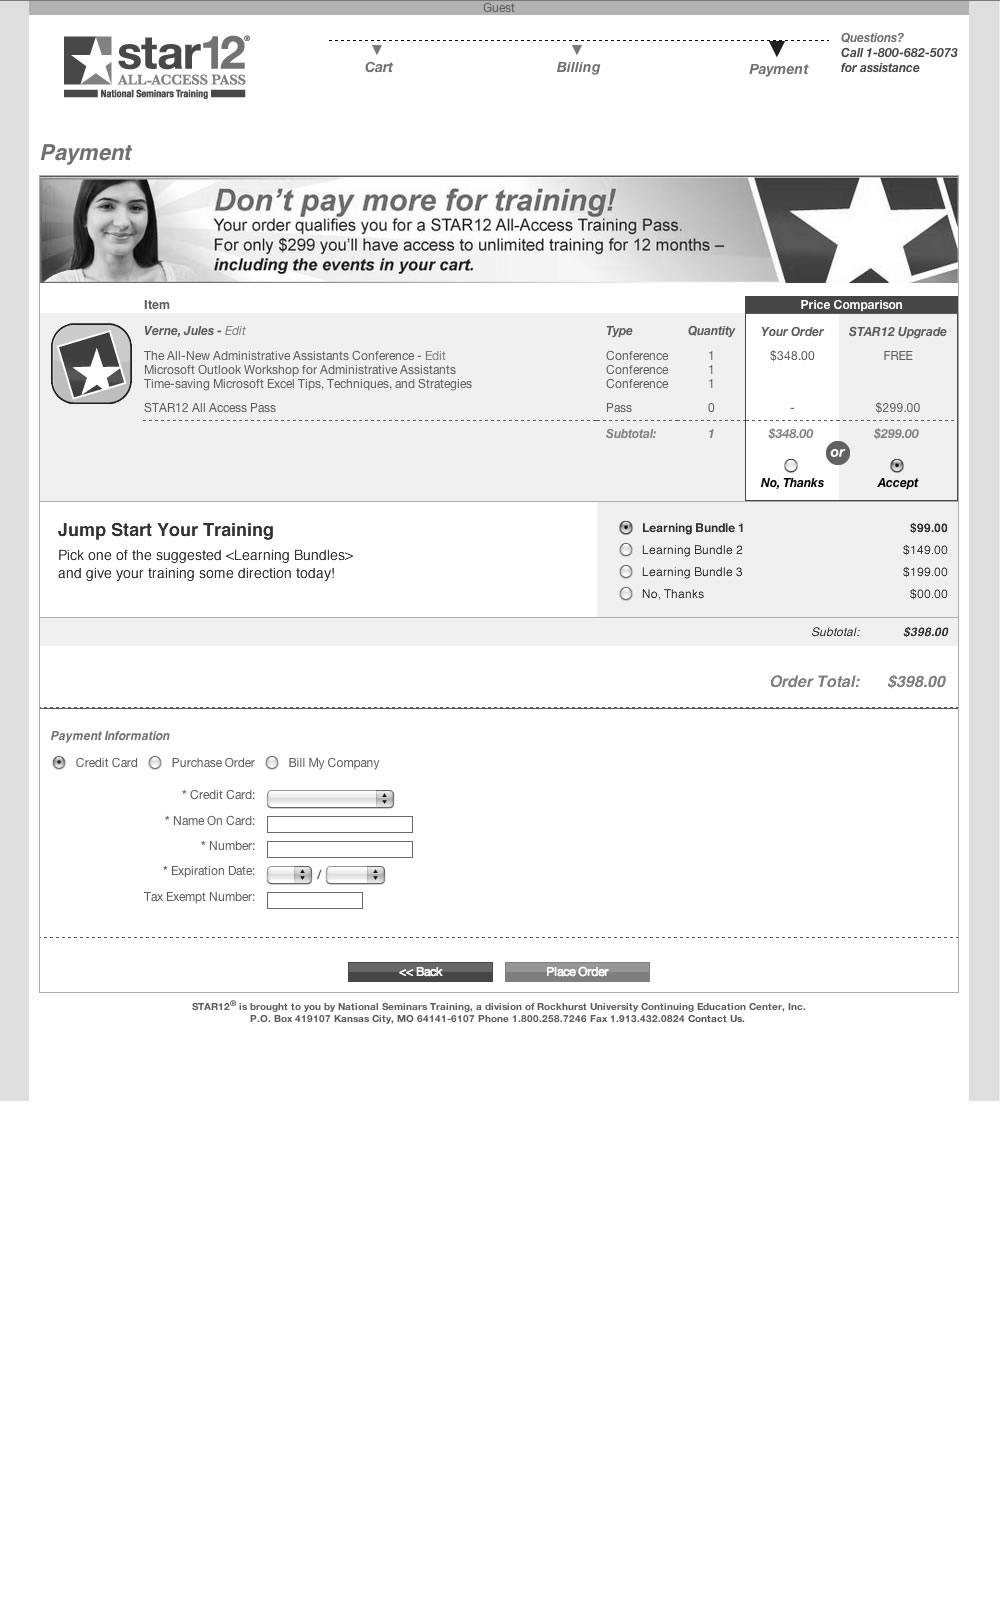 Guest
star12®
ALL-ACCESS PASS
National Seminars Training
Cart
Billing
Payment
Questions?
Call 1-800-682-5073
for assistance
Payment
Don't pay more for training!
Your order qualifies you for a STAR12 All-Access Training Pass.
For only $299 you'll have access to unlimited training for 12 months –
including the events in your cart.
Item
Price Comparison
Verne, Jules - Edit Type Quantity Your Order STAR12 Upgrade
The All-New Administrative Assistants Conference - Edit Conference 1 $348.00 FREE
Microsoft Outlook Workshop for Administrative Assistants Conference 1
Time-saving Microsoft Excel Tips, Techniques, and Strategies Conference 1
STAR12 All Access Pass Pass 0 - $299.00
Subtotal: 1 $348.00 $299.00
or
No, Thanks Accept
Jump Start Your Training
Pick one of the suggested <Learning Bundles>
and give your training some direction today!
Learning Bundle 1 $99.00
Learning Bundle 2 $149.00
Learning Bundle 3 $199.00
No, Thanks $00.00
Subtotal: $398.00
Order Total: $398.00
Payment Information
Credit Card Purchase Order Bill My Company
* Credit Card:
* Name On Card:
* Number:
* Expiration Date: /
Tax Exempt Number:
<< Back Place Order
STAR12® is brought to you by National Seminars Training, a division of Rockhurst University Continuing Education Center, Inc.
P.O. Box 419107 Kansas City, MO 64141-6107 Phone 1.800.258.7246 Fax 1.913.432.0824 Contact Us.